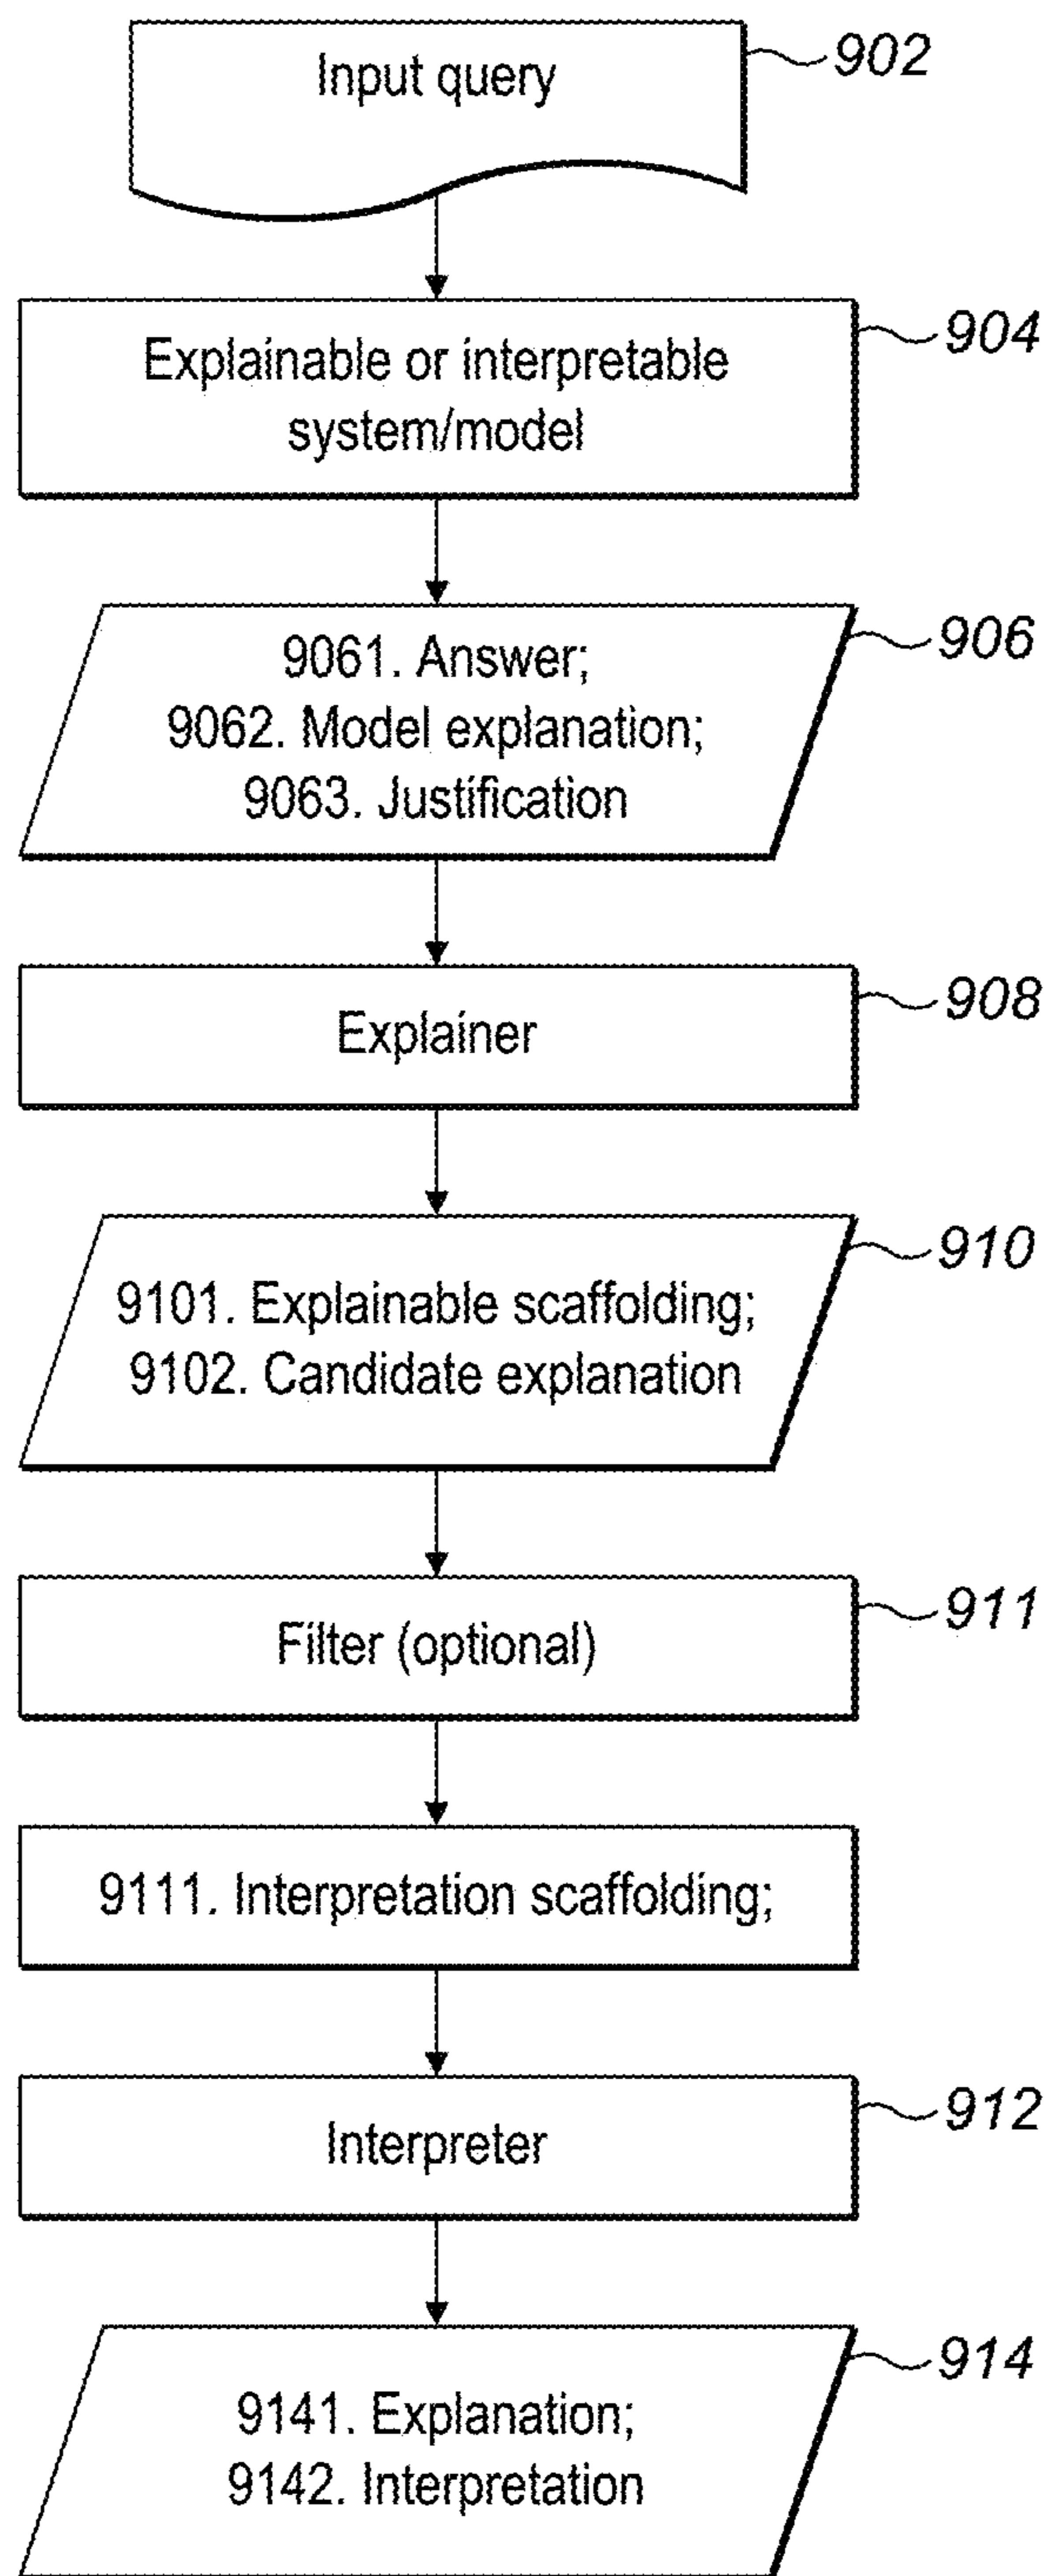 Input query
902
Explainable or interpretable
system/model
904
9061. Answer;
9062. Model explanation;
9063. Justification
906
Explainer
908
9101. Explainable scaffolding;
9102. Candidate explanation
910
Filter (optional)
911
9111. Interpretation scaffolding;
Interpreter
912
9141. Explanation;
9142. Interpretation
914